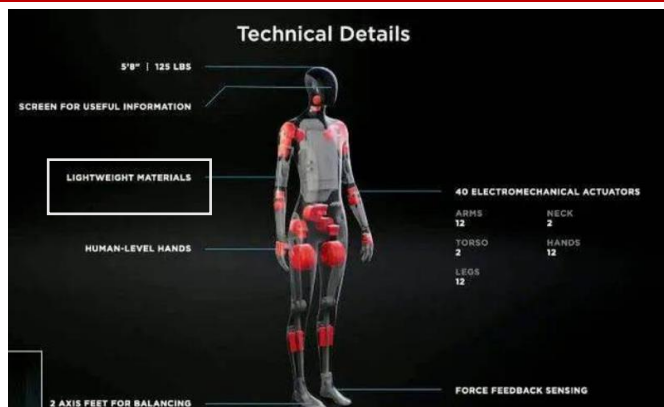 Technical Details
5'8" | 125 LBS
SCREEN FOR USEFUL INFORMATION
LIGHTWEIGHT MATERIALS
HUMAN-LEVEL HANDS
2 AXIS FEET FOR BALANCING
40 ELECTROMECHANICAL ACTUATORS
ARMS NECK
12 2
TORSO HANDS
2 12
LEGS
12
FORCE FEEDBACK SENSING